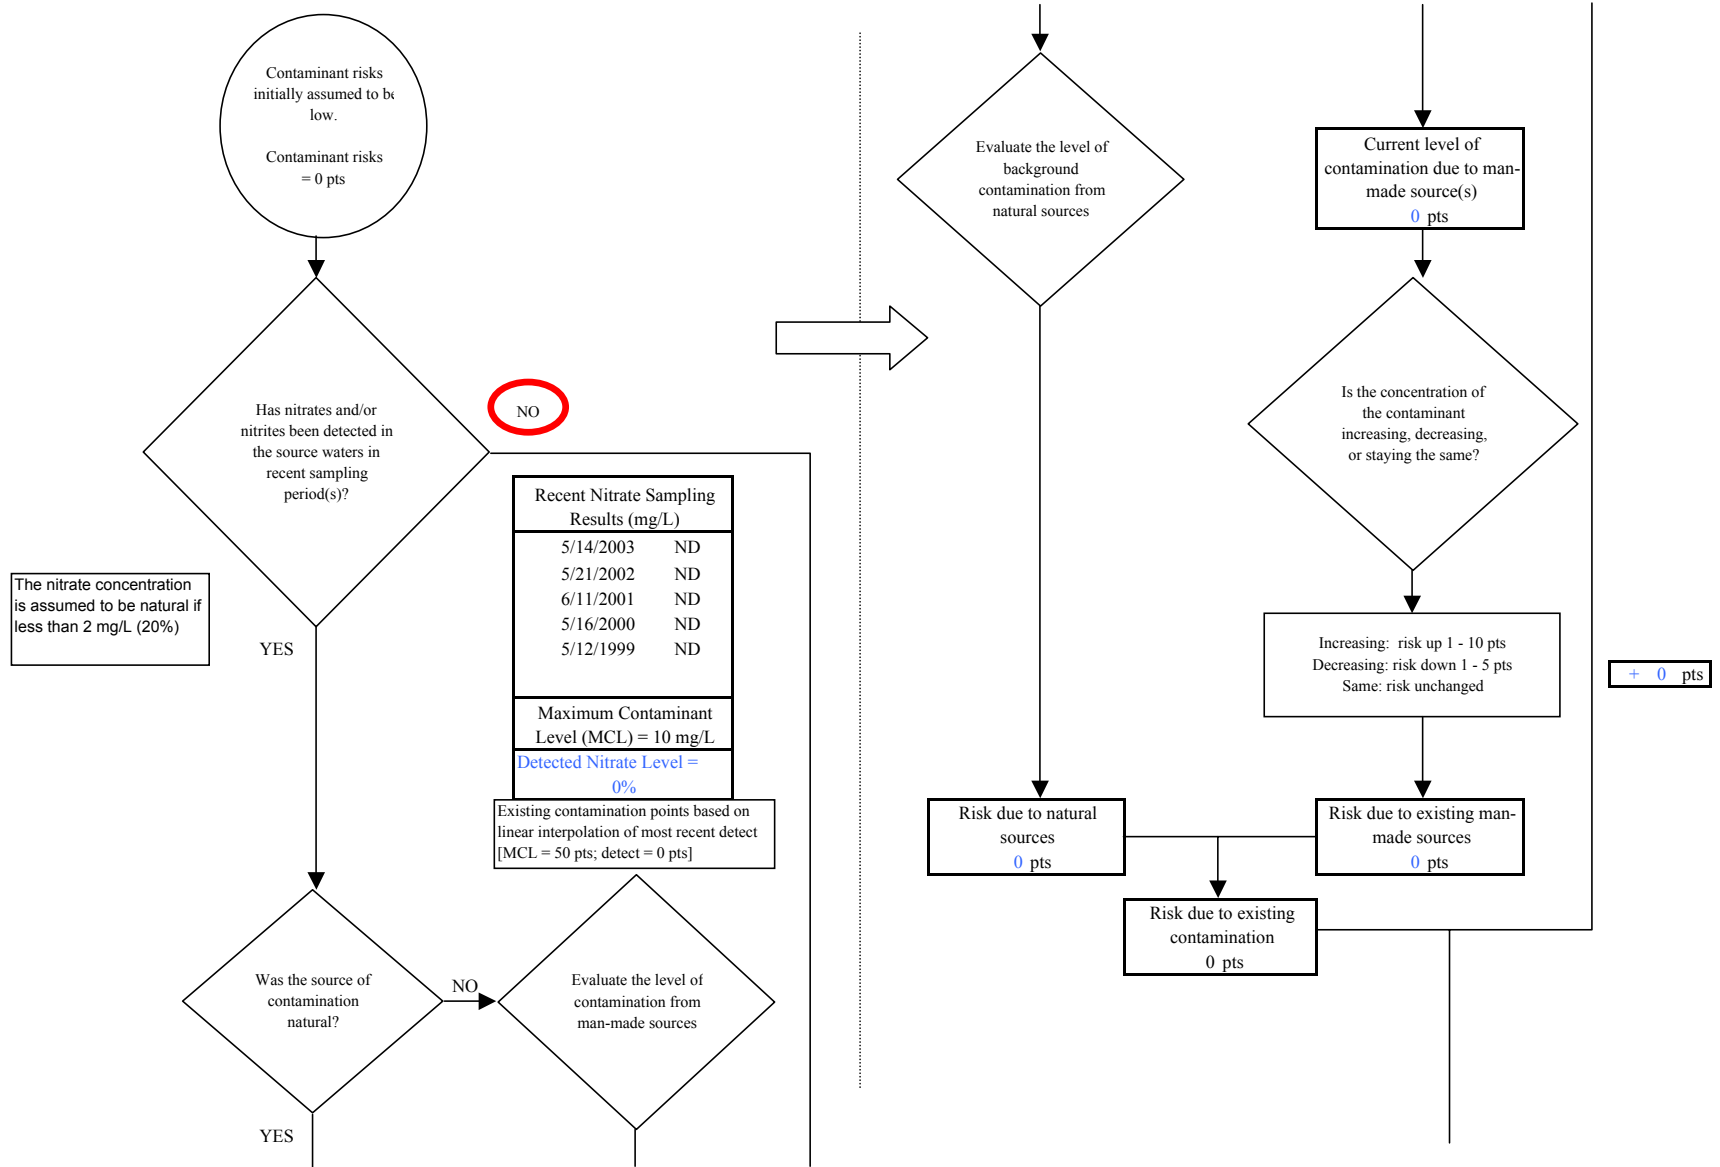 Contaminant risks
initially assumed to be
low.
Contaminant risks
= 0 pts
Has nitrates and/or
nitrites been detected in
the source waters in
recent sampling
period(s)?
NO
Recent Nitrate Sampling
Results (mg/L)
5/14/2003 ND
5/21/2002 ND
6/11/2001 ND
5/16/2000 ND
5/12/1999 ND
Maximum Contaminant
Level (MCL) = 10 mg/L
Detected Nitrate Level =
0%
Existing contamination points based on
linear interpolation of most recent detect
[MCL = 50 pts; detect = 0 pts]
The nitrate concentration
is assumed to be natural if
less than 2 mg/L (20%)
YES
Was the source of
contamination
natural?
NO
Evaluate the level of
contamination from
man-made sources
YES
Evaluate the level of
background
contamination from
natural sources
Current level of
contamination due to man-
made source(s)
0 pts
Is the concentration of
the contaminant
increasing, decreasing,
or staying the same?
Increasing: risk up 1 - 10 pts
Decreasing: risk down 1 - 5 pts
Same: risk unchanged
+ 0 pts
Risk due to natural
sources
0 pts
Risk due to existing man-
made sources
0 pts
Risk due to existing
contamination
0 pts